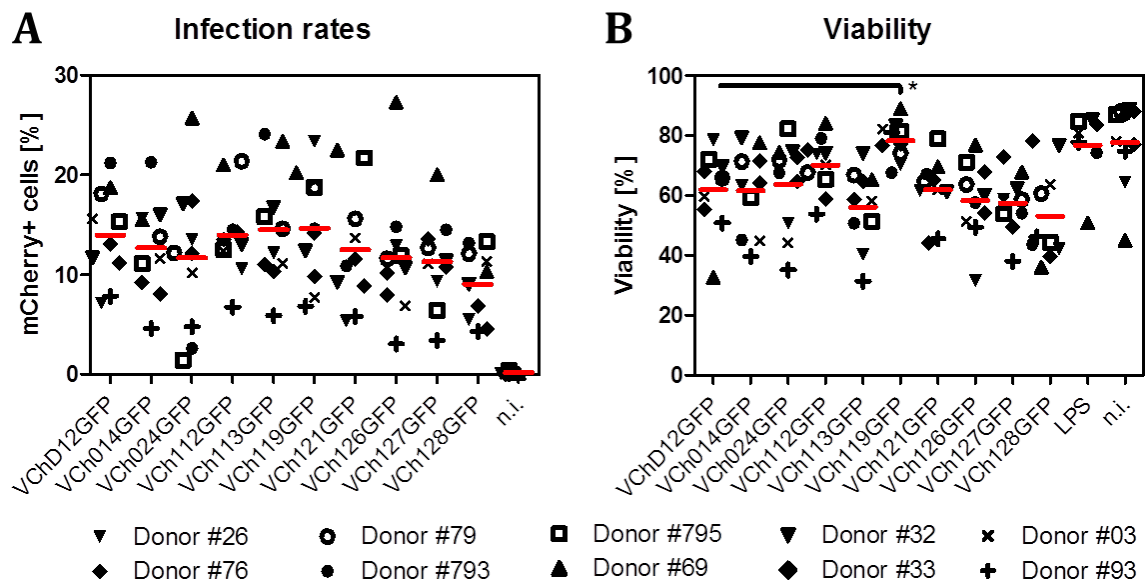 A
Infection rates
mCherry+ cells [%]
30
20
10
0
VChD12GFP
VCh014GFP
VCh024GFP
VCh112GFP
VCh113GFP
VCh119GFP
VCh121GFP
VCh126GFP
VCh127GFP
VCh128GFP
n.i.
B
Viability
Viability [%]
100
80
60
40
20
0
*
VChD12GFP
VCh014GFP
VCh024GFP
VCh112GFP
VCh113GFP
VCh119GFP
VCh121GFP
VCh126GFP
VCh127GFP
VCh128GFP
LPS
n.i.
Donor #26 Donor #79 Donor #795 Donor #32 Donor #03
Donor #76 Donor #793 Donor #69 Donor #33 Donor #93